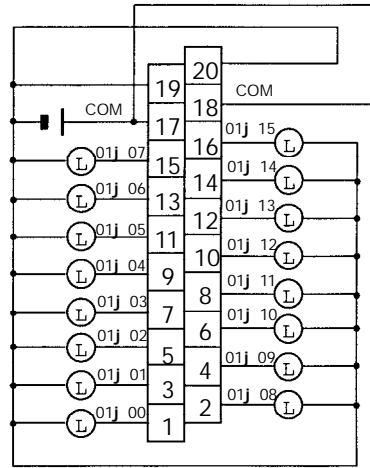 20
19
COM 18 COM
17
16 01j 15
01j 07 15
14 01j 14
01j 06 13
12 01j 13
01j 05 11
10 01j 12
01j 04 9
8 01j 11
01j 03 7
6 01j 10
01j 02 5
4 01j 09
01j 01 3
2 01j 08
01j 00 1
L L L L L L L L
L L L L L L L L